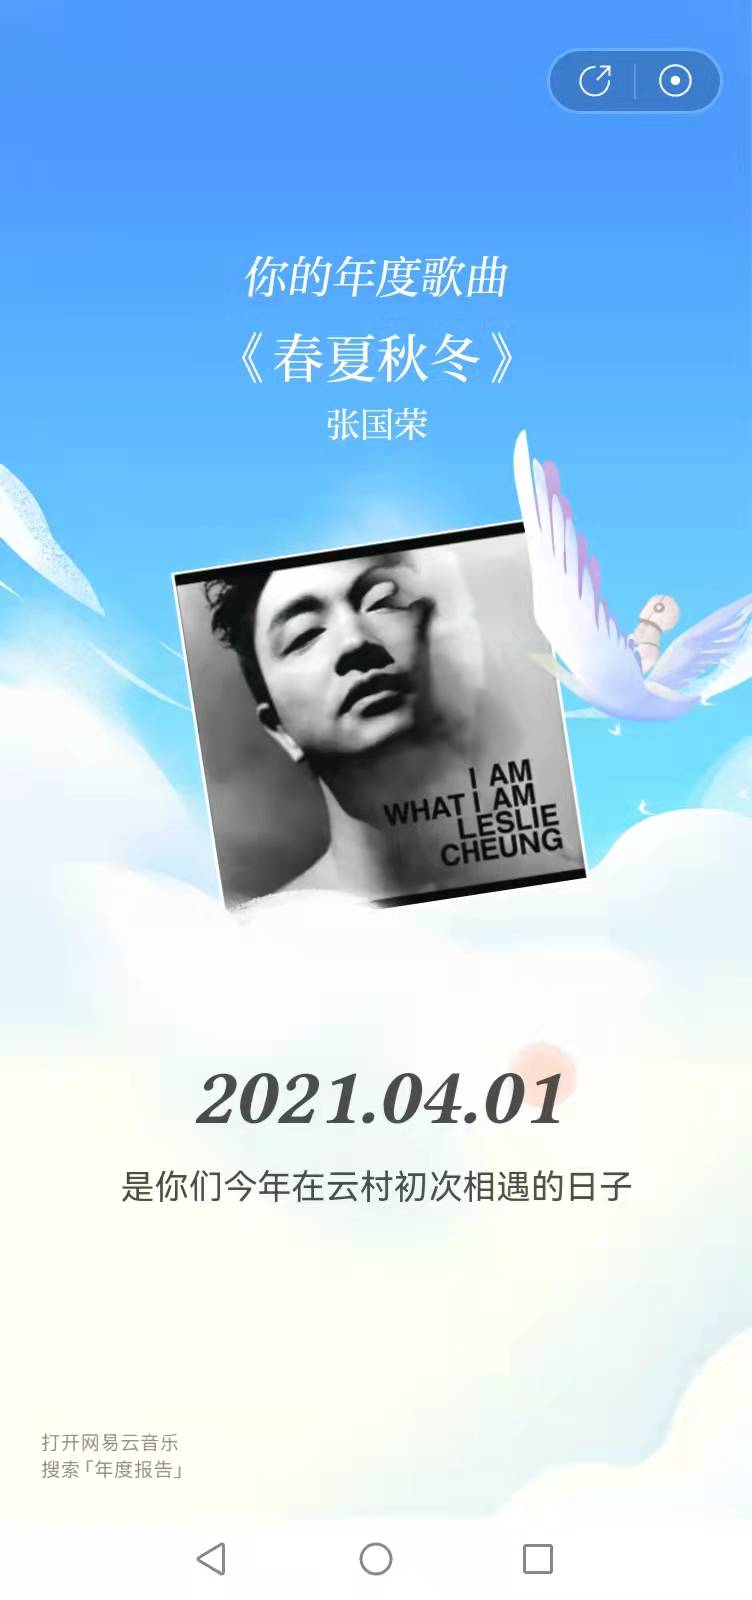 你的年度歌曲
《春夏秋冬》
张国荣
I AM
WHAT I AM
LESLIE
CHEUNG
2021.04.01
是你们今年在云村初次相遇的日子
打开网易云音乐
搜索「年度报告」